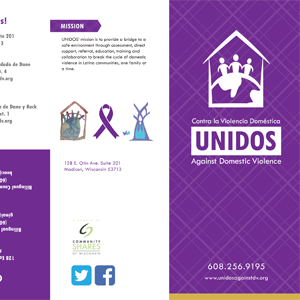 s!
201
3
MISSION
UNIDOS' mission is to provide a bridge to a
safe environment through assessment, direct
support, referral, education, training and
collaboration to break the cycle of domestic
violence in Latinx communities, one family at
a time.
128 E. Olin Ave. Suite 201
Madison, Wisconsin 53713
COMMUNITY
SHARES
OF WISCONSIN
Contra la Violencia Doméstica
UNIDOS
Against Domestic Violence
608.256.9195
www.unidosagainstdv.org